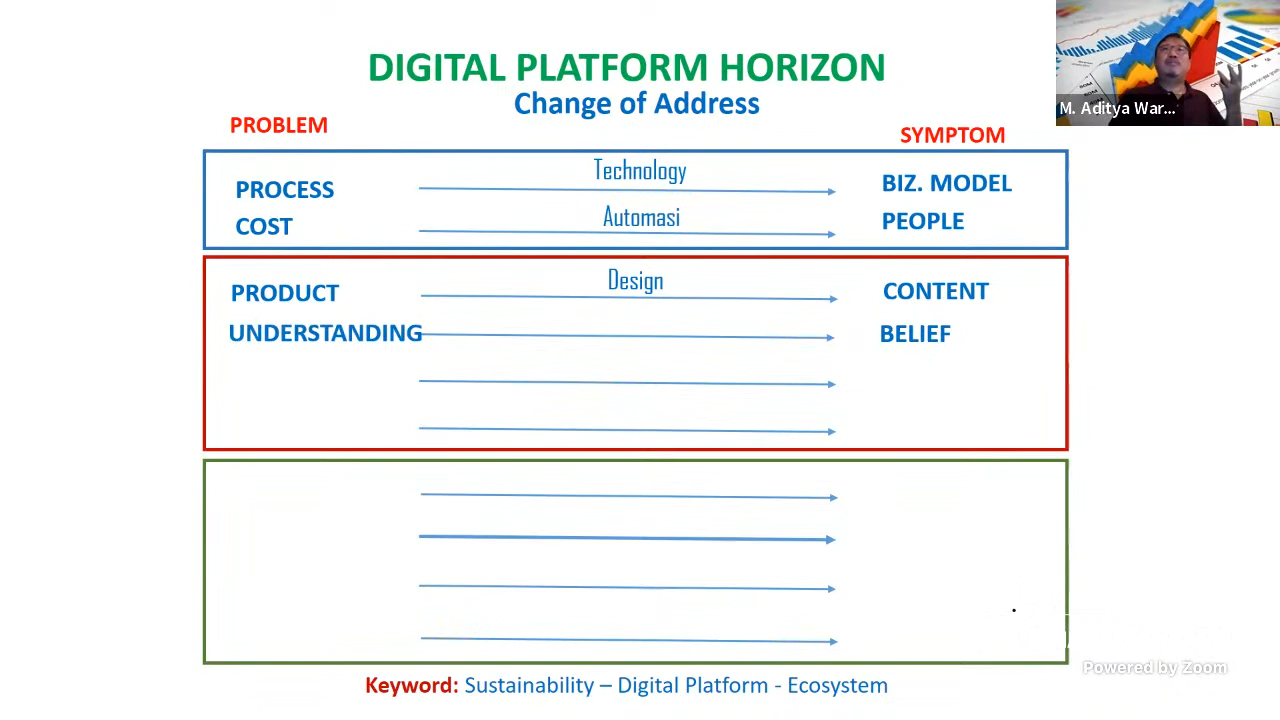 DIGITAL PLATFORM HORIZON
Change of Address
PROBLEM
SYMPTOM
PROCESS
Technology
BIZ. MODEL
COST
Automasi
PEOPLE
PRODUCT
Design
CONTENT
UNDERSTANDING
BELIEF
Keyword: Sustainability – Digital Platform - Ecosystem
M. Aditya War...
Powered by Zoom